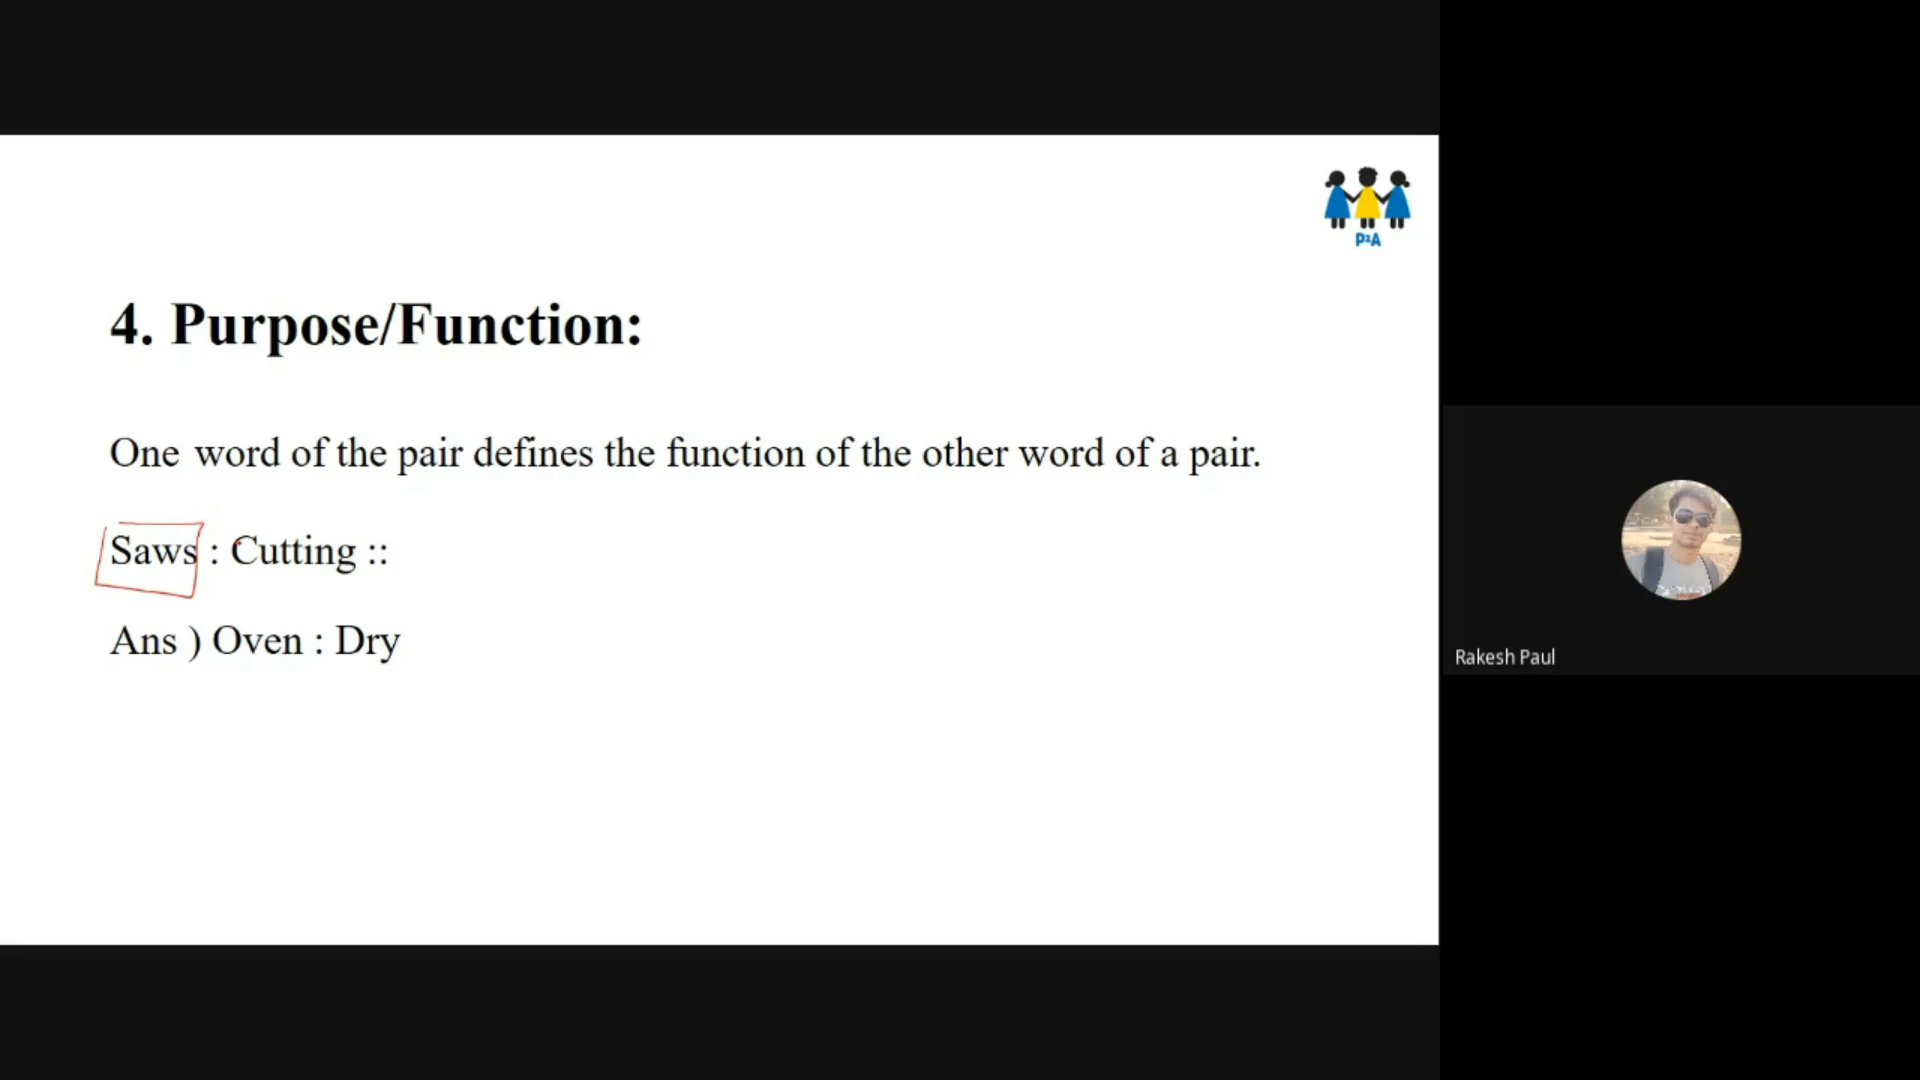 P²A
4. Purpose/Function:
One word of the pair defines the function of the other word of a pair.
Saws : Cutting ::
Ans ) Oven : Dry
Rakesh Paul